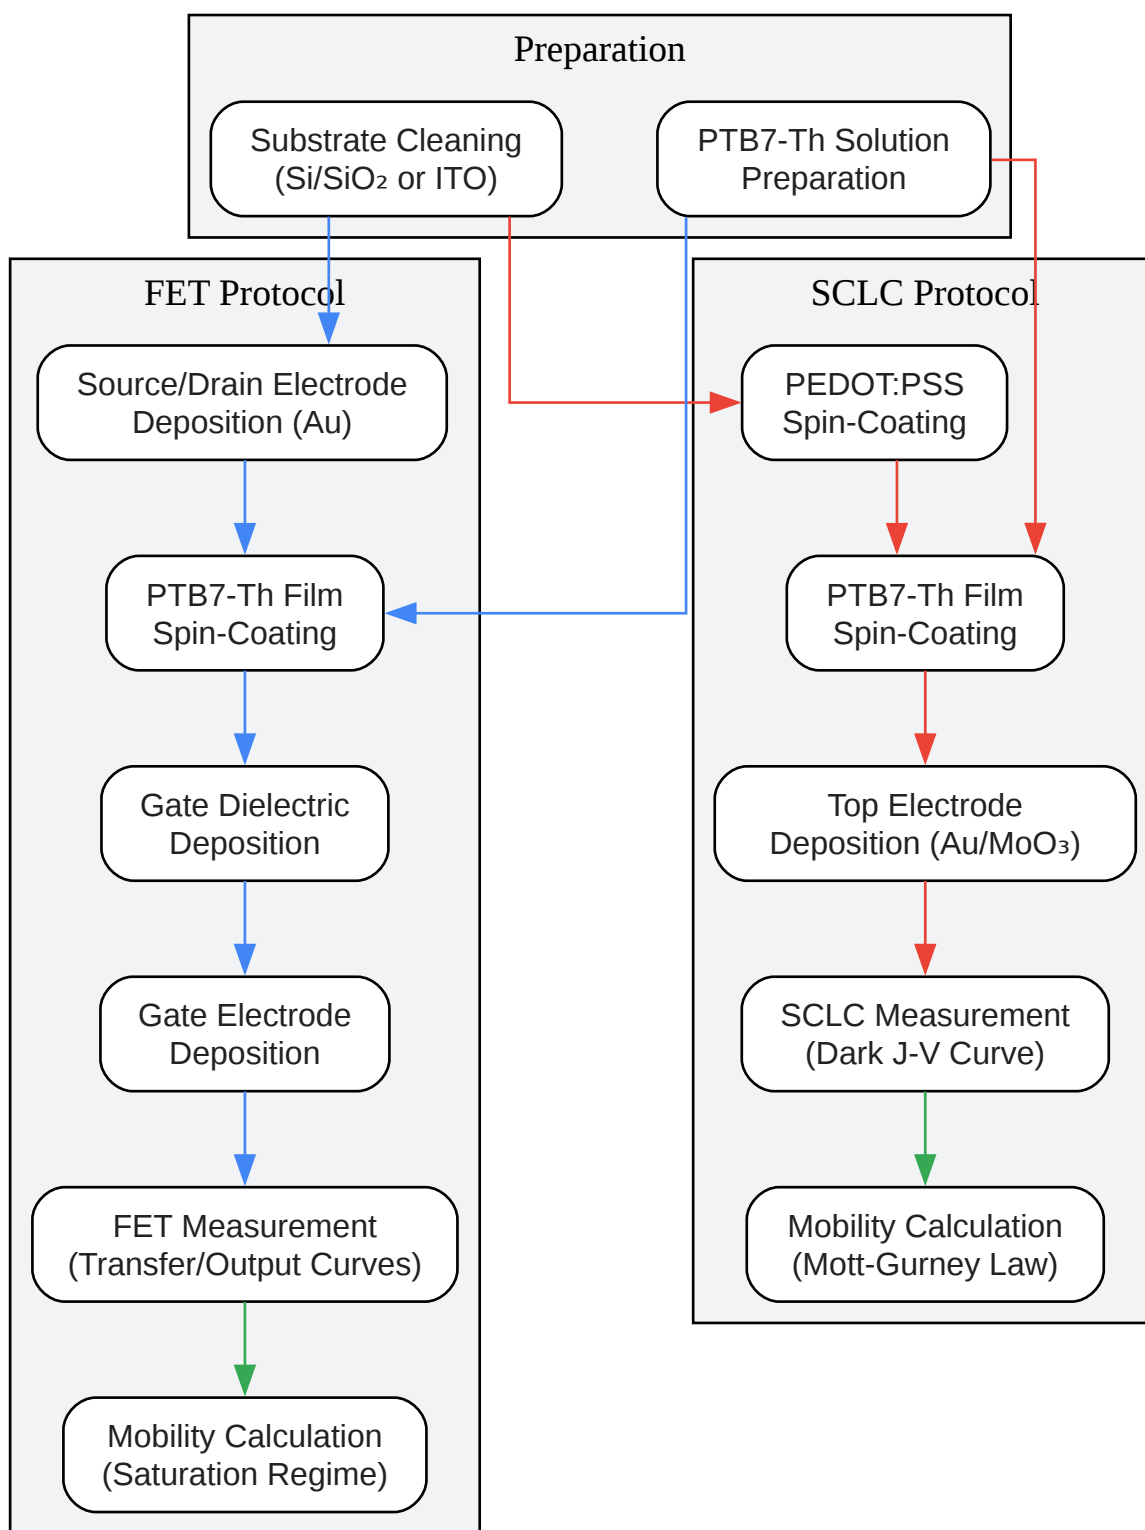 Preparation
Substrate Cleaning
(Si/SiO₂ or ITO)
PTB7-Th Solution
Preparation
FET Protocol
Source/Drain Electrode
Deposition (Au)
PTB7-Th Film
Spin-Coating
Gate Dielectric
Deposition
Gate Electrode
Deposition
FET Measurement
(Transfer/Output Curves)
Mobility Calculation
(Saturation Regime)
SCLC Protocol
PEDOT:PSS
Spin-Coating
PTB7-Th Film
Spin-Coating
Top Electrode
Deposition (Au/MoO₃)
SCLC Measurement
(Dark J-V Curve)
Mobility Calculation
(Mott-Gurney Law)